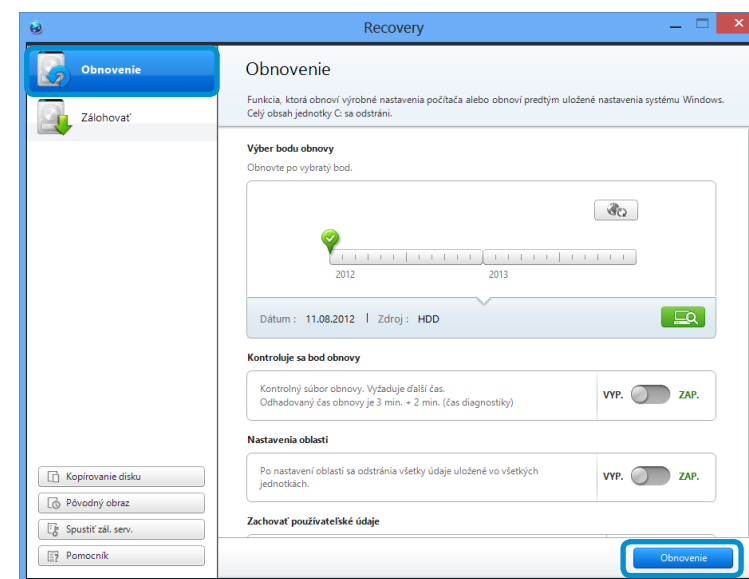 Recovery
Obnovenie
Zálohovať
Kopírovanie disku
Pôvodný obraz
Spustiť zál. serv.
Pomocník
Obnovenie
Funkcia, ktorá obnoví výrobné nastavenia počítača alebo obnoví predtým uložené nastavenia systému Windows.
Celý obsah jednotky C: sa odstráni.
Výber bodu obnovy
Obnovte po vybratý bod.
2012 2013
Dátum : 11.08.2012 | Zdroj : HDD
Kontroluje sa bod obnovy
Kontrolný súbor obnovy. Vyžaduje ďalší čas.
Odhadovaný čas obnovy je 3 min. + 2 min. (čas diagnostiky)
VYP. ZAP.
Nastavenia oblasti
Po nastavení oblasti sa odstránia všetky údaje uložené vo všetkých
jednotkách.
VYP. ZAP.
Zachovať používateľské údaje
Obnovenie